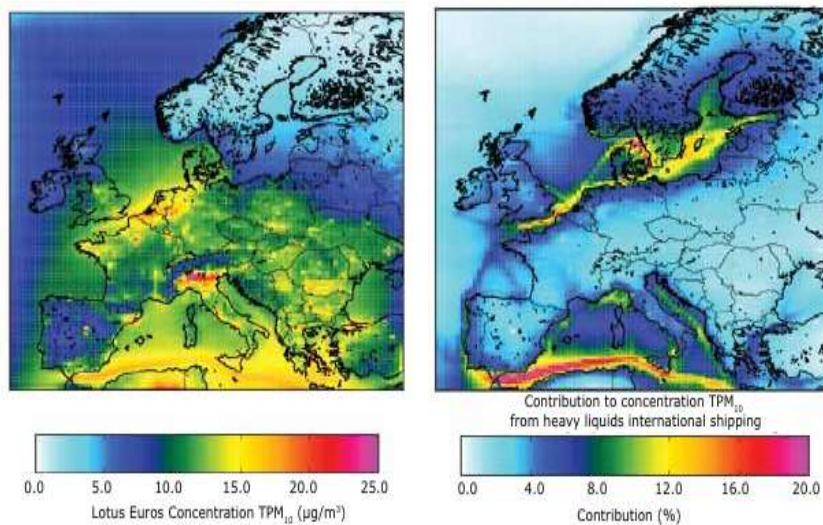 Contribution to concentration TPM₁₀
from heavy liquids international shipping
0.0 5.0 10.0 15.0 20.0 25.0
Lotus Euros Concentration TPM₁₀ (µg/m³)
0.0 4.0 8.0 12.0 16.0 20.0
Contribution (%)